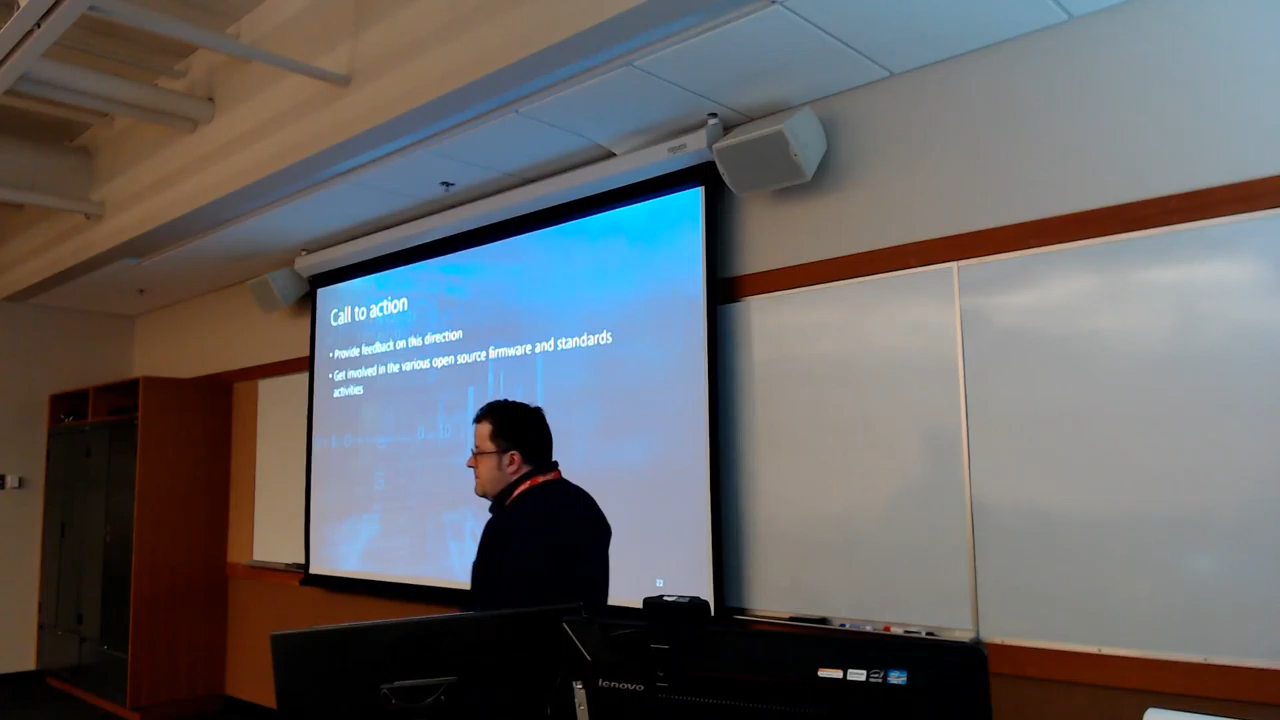 Call to action
• Provide feedback on this direction
• Get involved in the various open source firmware and standards
activities
22
lenovo